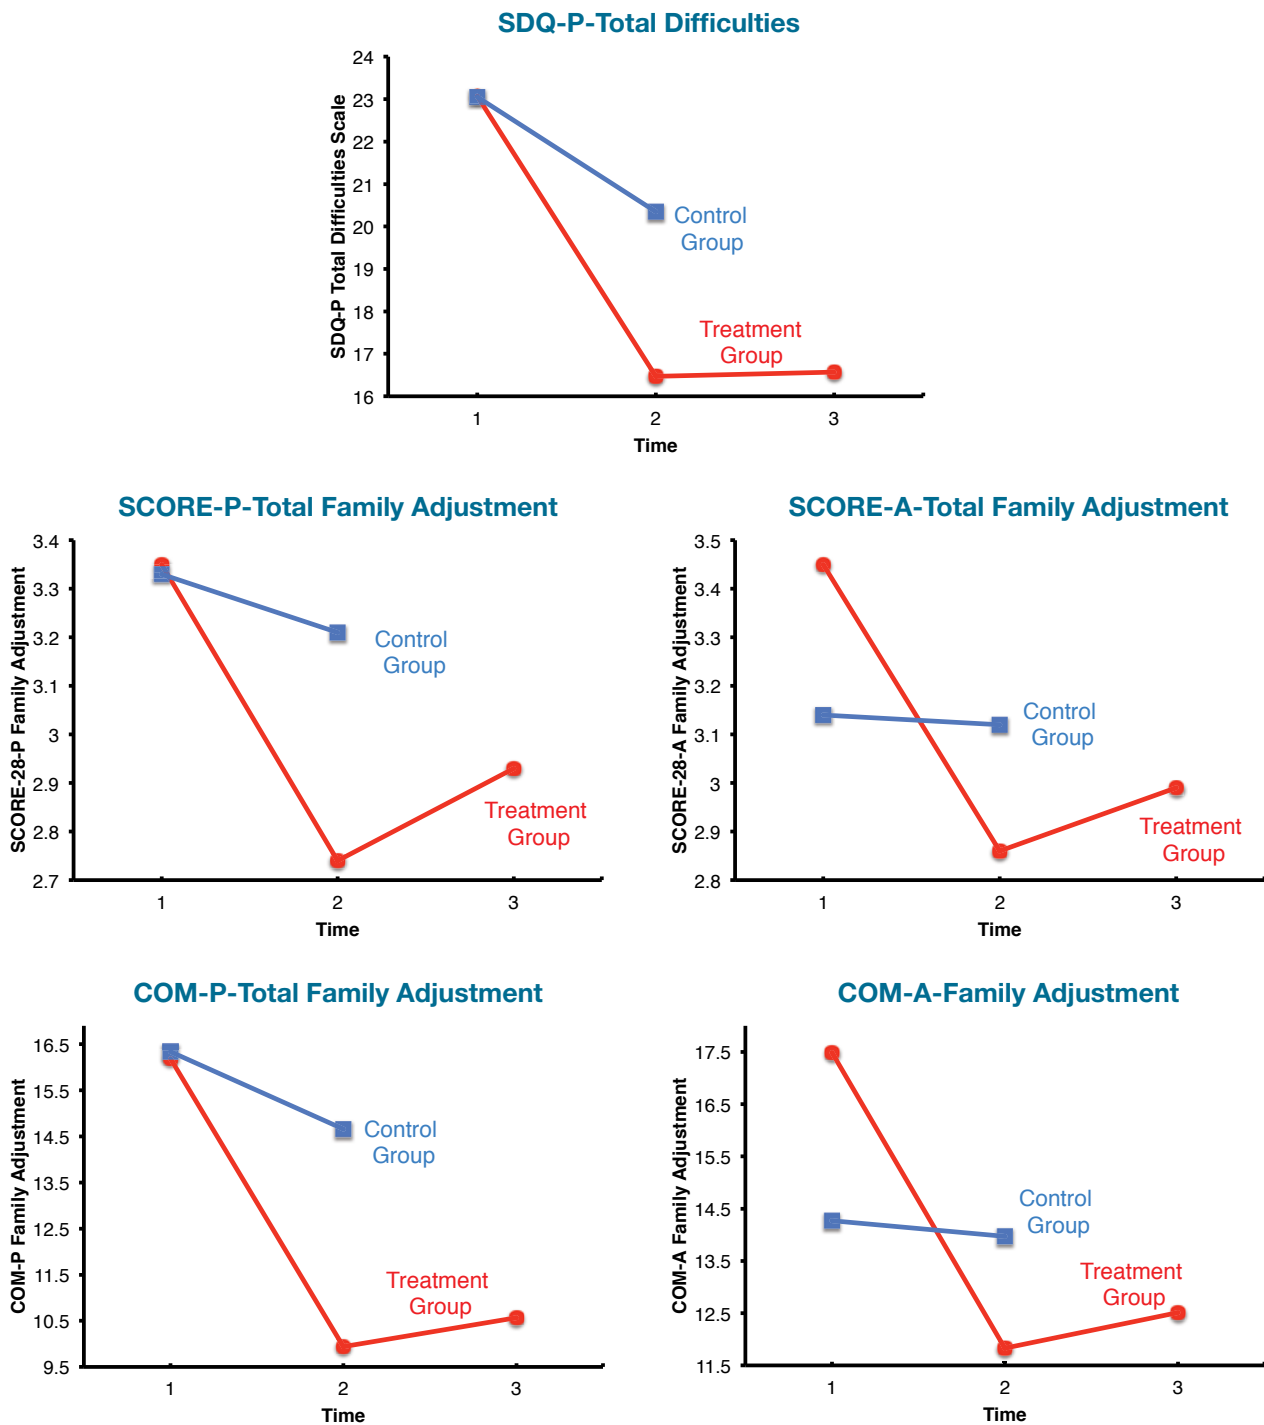 SDQ-P-Total Difficulties
SDQ-P Total Difficulties Scale
24
23
22
21
20
19
18
17
16
Control
Group
Treatment
Group
1 2 3
Time
SCORE-P-Total Family Adjustment
SCORE-28-P Family Adjustment
3.4
3.3
3.2
3.1
3
2.9
2.8
2.7
Control
Group
Treatment
Group
1 2 3
Time
SCORE-A-Total Family Adjustment
SCORE-28-A Family Adjustment
3.5
3.4
3.3
3.2
3.1
3
2.9
2.8
Control
Group
Treatment
Group
1 2 3
Time
COM-P-Total Family Adjustment
COM-P Family Adjustment
16.5
15.5
14.5
13.5
12.5
11.5
10.5
9.5
Control
Group
Treatment
Group
1 2 3
Time
COM-A-Family Adjustment
COM-A Family Adjustment
17.5
16.5
15.5
14.5
13.5
12.5
11.5
Control
Group
Treatment
Group
1 2 3
Time